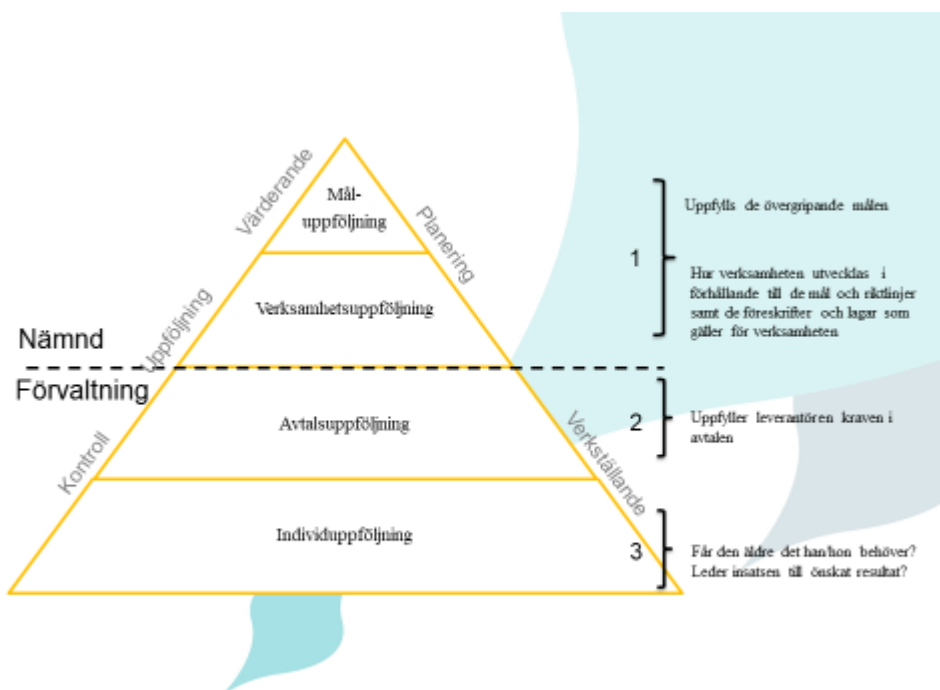 Värderande
Mål-
uppföljning
Planering
Uppföljning
Verksamhetsuppföljning
Nämnd
Förvaltning
Kontroll
Avtalsuppföljning
Verkställande
Individuppföljning
1
Uppfylls de övergripande målen
Hur verksamheten utvecklas i
förhållande till de mål och riktlinjer
samt de föreskrifter och lagar som
gäller för verksamheten
2
Uppfyller leverantören kraven i
avtalen
3
Får den äldre det han/hon behöver?
Leder insatsen till önskat resultat?